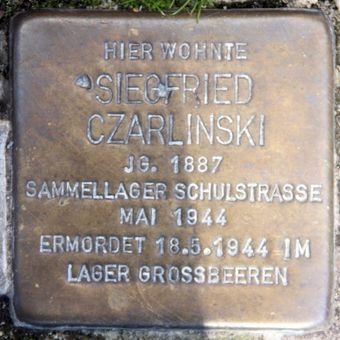 HIER WOHNTE
SIEGFRIED
CZARLINSKI
JG. 1887
SAMMELLAGER SCHULSTRASSE
MAI 1944
ERMORDET 18.5.1944 IM
LAGER GROSSBEEREN